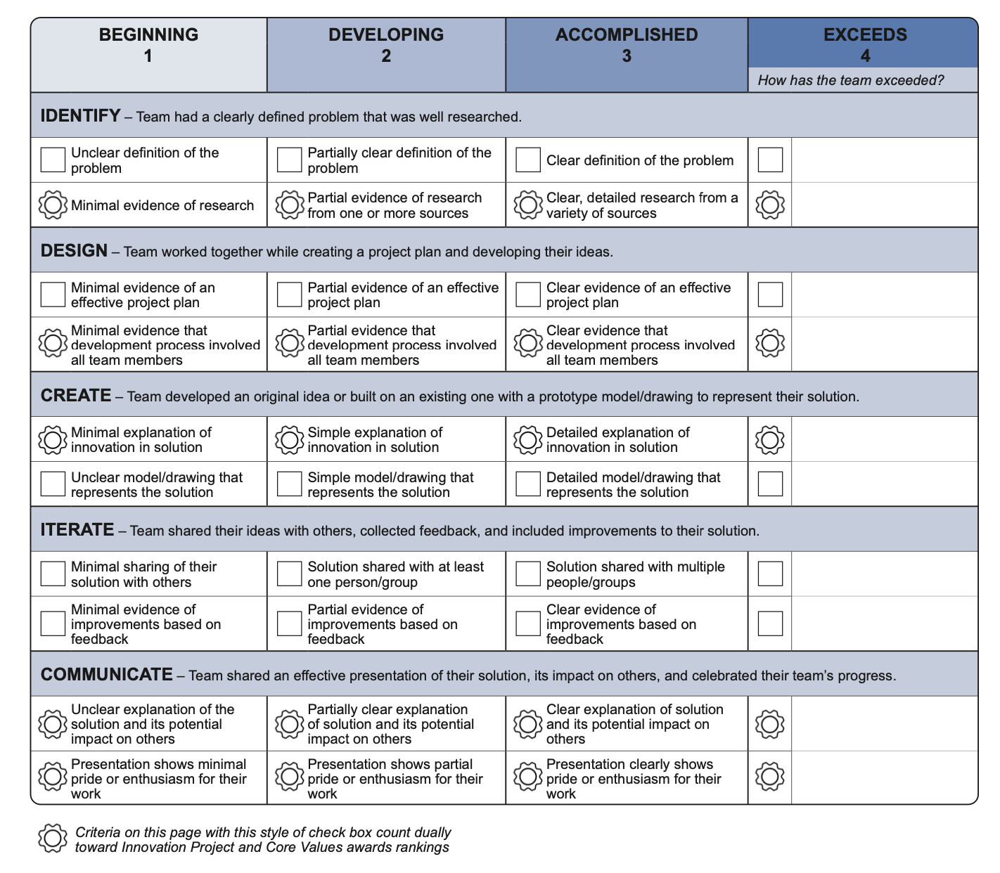 BEGINNING
1
DEVELOPING
2
ACCOMPLISHED
3
EXCEEDS
4
How has the team exceeded?
IDENTIFY – Team had a clearly defined problem that was well researched.
Unclear definition of the
problem
Partially clear definition of the
problem
Clear definition of the problem
Minimal evidence of research
Partial evidence of research
from one or more sources
Clear, detailed research from a
variety of sources
DESIGN – Team worked together while creating a project plan and developing their ideas.
Minimal evidence of an
effective project plan
Partial evidence of an effective
project plan
Clear evidence of an effective
project plan
Minimal evidence that
development process involved
all team members
Partial evidence that
development process involved
all team members
Clear evidence that
development process involved
all team members
CREATE – Team developed an original idea or built on an existing one with a prototype model/drawing to represent their solution.
Minimal explanation of
innovation in solution
Simple explanation of
innovation in solution
Detailed explanation of
innovation in solution
Unclear model/drawing that
represents the solution
Simple model/drawing that
represents the solution
Detailed model/drawing that
represents the solution
ITERATE – Team shared their ideas with others, collected feedback, and included improvements to their solution.
Minimal sharing of their
solution with others
Solution shared with at least
one person/group
Solution shared with multiple
people/groups
Minimal evidence of
improvements based on
feedback
Partial evidence of
improvements based on
feedback
Clear evidence of
improvements based on
feedback
COMMUNICATE – Team shared an effective presentation of their solution, its impact on others, and celebrated their team’s progress.
Unclear explanation of the
solution and its potential
impact on others
Partially clear explanation
of solution and its potential
impact on others
Clear explanation of solution
and its potential impact on
others
Presentation shows minimal
pride or enthusiasm for their
work
Presentation shows partial
pride or enthusiasm for their
work
Presentation clearly shows
pride or enthusiasm for their
work
Criteria on this page with this style of check box count dually
toward Innovation Project and Core Values awards rankings